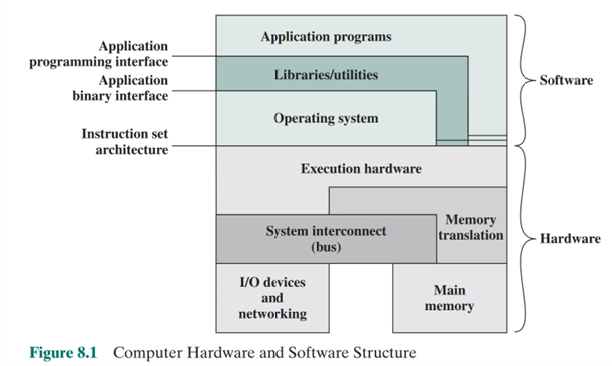 Application programs
Application
programming interface
Libraries/utilities
Application
binary interface
Software
Operating system
Instruction set
architecture
Execution hardware
Memory
translation
System interconnect
(bus)
Hardware
I/O devices
and
networking
Main
memory
Figure 8.1 Computer Hardware and Software Structure